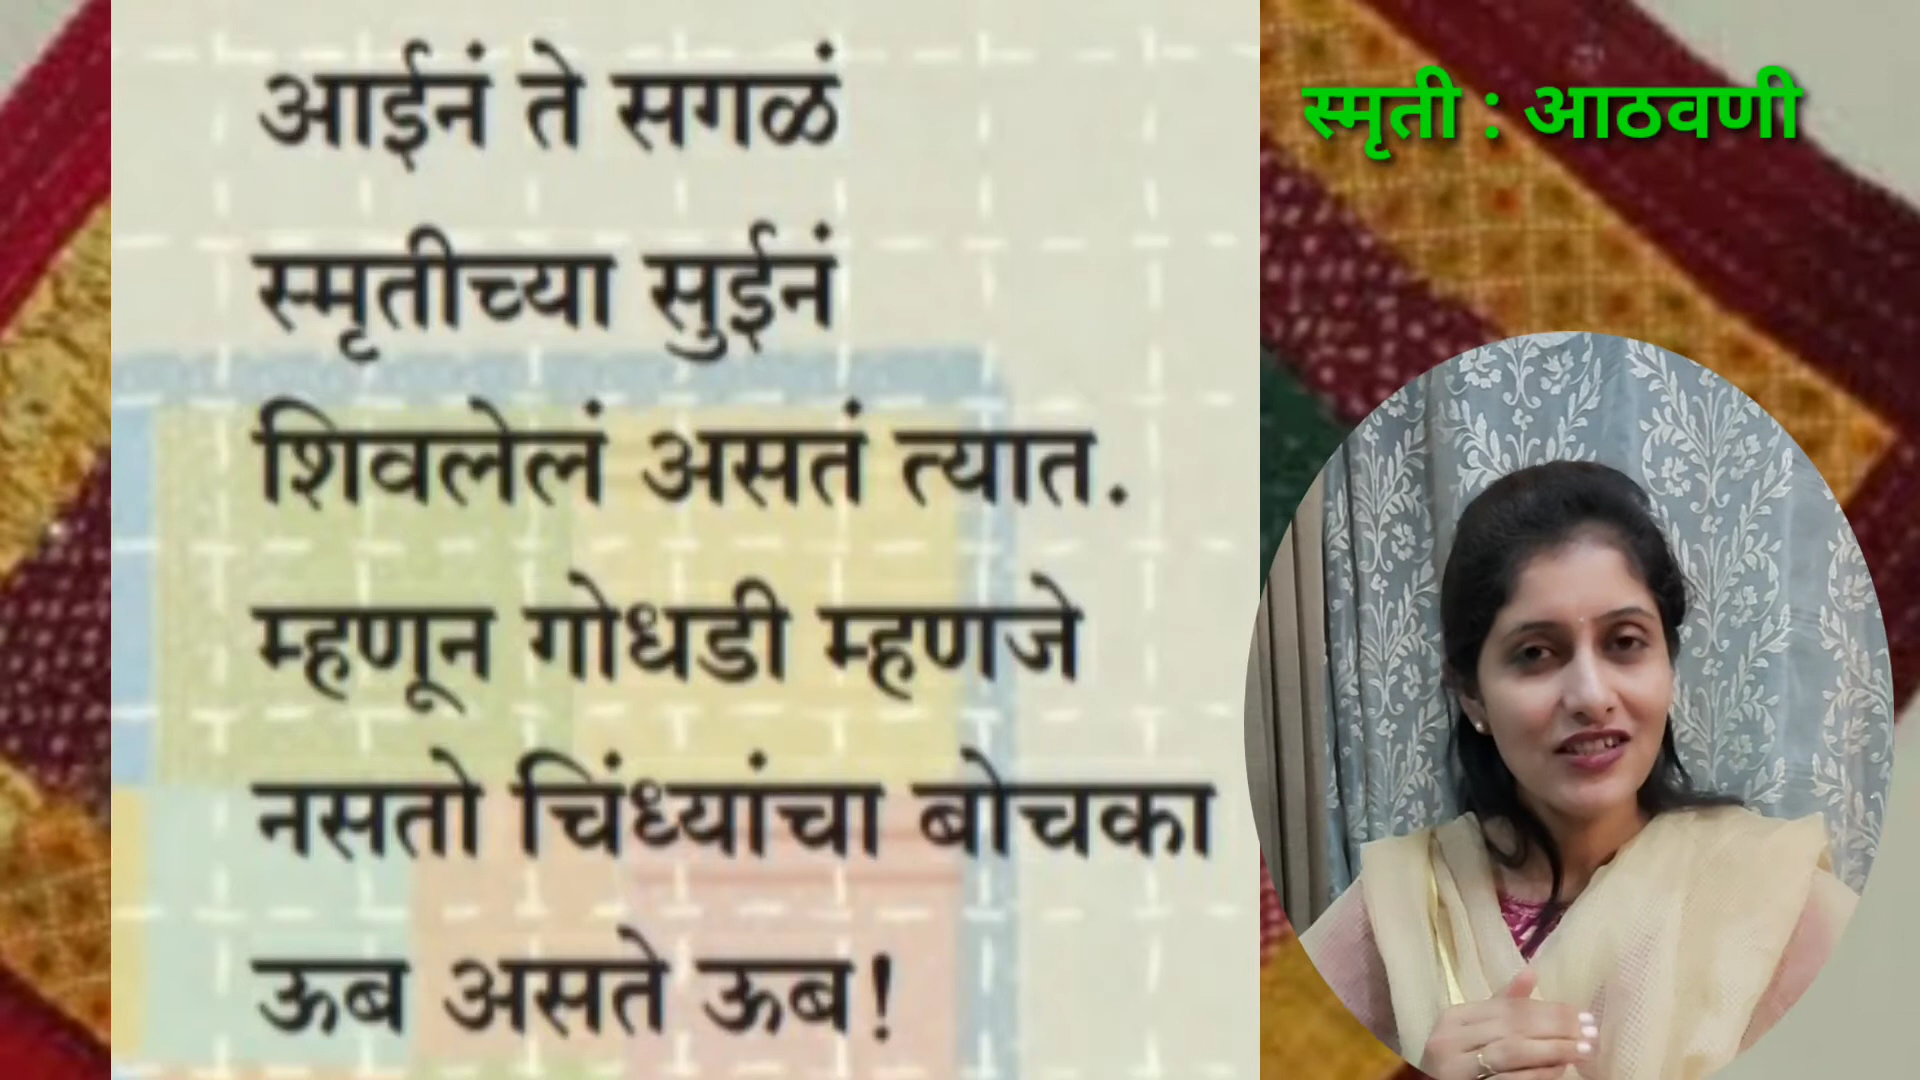 आईनं ते सगळं
स्मृतीच्या सुईनं
शिवलेलं असतं त्यात.
म्हणून गोधडी म्हणजे
नसतो चिंध्यांचा बोचका
ऊब असते ऊब!
स्मृती : आठवणी